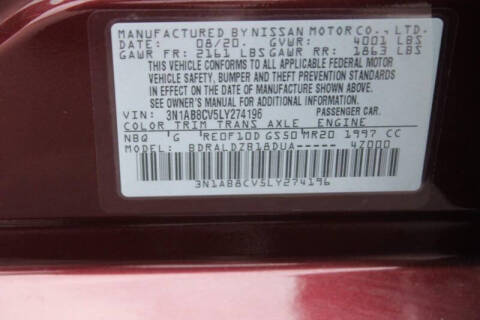 MANUFACTURED BY NISSAN MOTOR CO., LTD.
DATE: 08/20. GVWR: 4001 LBS
GAWR FR: 2161 LBS GAWR RR: 1863 LBS
THIS VEHICLE CONFORMS TO ALL APPLICABLE FEDERAL MOTOR
VEHICLE SAFETY, BUMPER AND THEFT PREVENTION STANDARDS
IN EFFECT ON THE DATE OF MANUFACTURE SHOWN ABOVE.
SEE OWNER'S MANUAL FOR ADDITIONAL INFORMATION.
VIN: 3N1AB8CV5LY274196 PASSENGER CAR.
COLOR TRIM TRANS AXLE ENGINE
NBQ G RE0F10D GS50 MR20 1997 CC
MODEL: BDRALDZB18DUA----- 4Z000
3N1AB8CV5LY274196